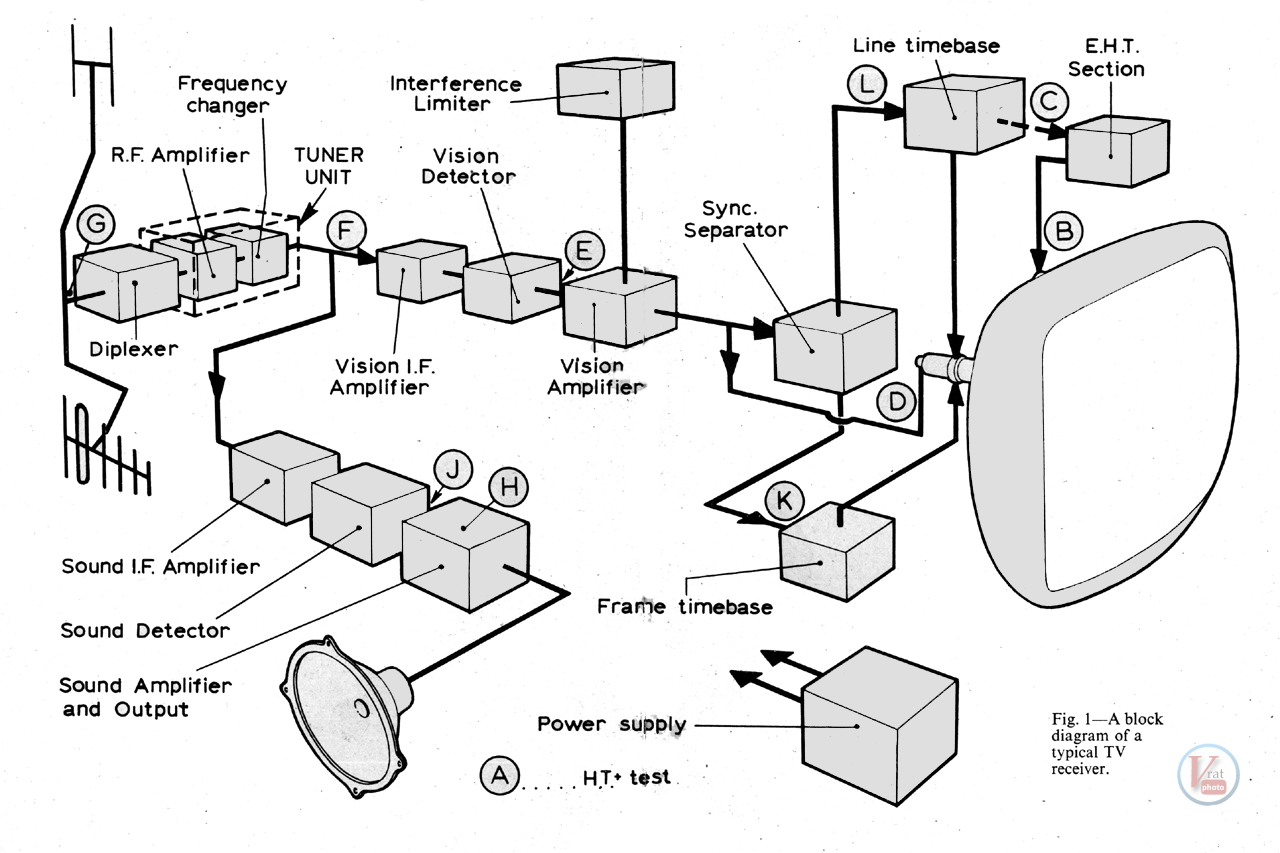 Line timebase
E.H.T.
Section
L
C
Frequency
changer
Interference
Limiter
R.F. Amplifier
TUNER
UNIT
Vision
Detector
Sync.
Separator
G
F
E
B
Diplexer
Vision I.F.
Amplifier
Vision
Amplifier
D
J
H
K
Sound I.F. Amplifier
Sound Detector
Sound Amplifier
and Output
Frame timebase
Power supply
A ..... H.T.+ test
Fig. 1—A block
diagram of a
typical TV
receiver.
Vrat
photo